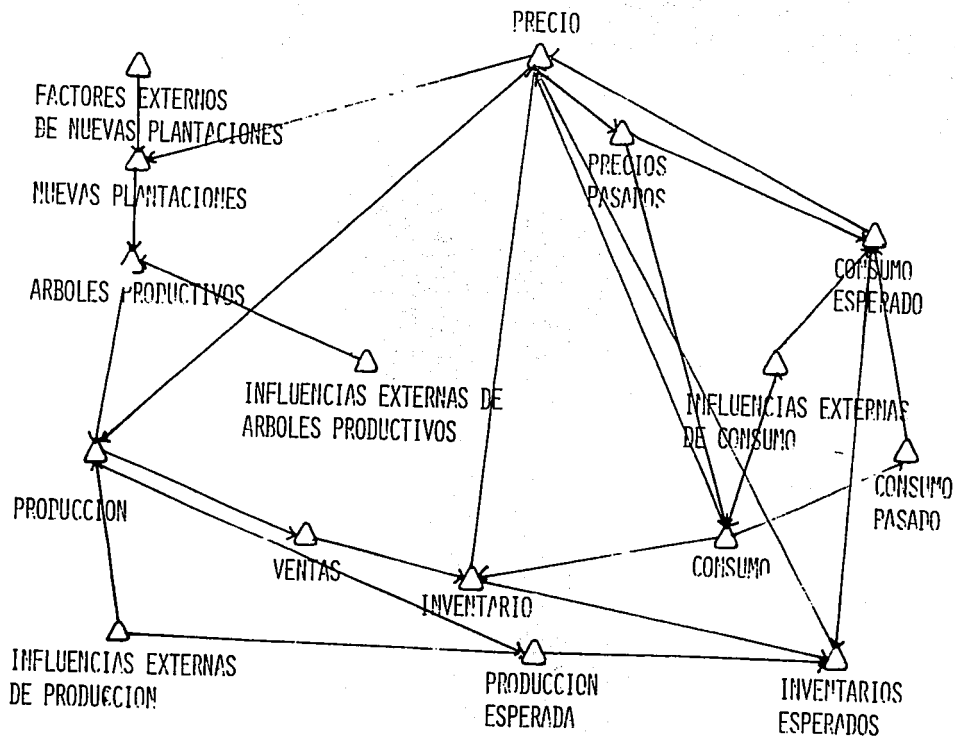 PRECIO
FACTORES EXTERNOS
DE NUEVAS PLANTACIONES
PRECIOS
PASADOS
NUEVAS PLANTACIONES
CONSUMO
ESPERADO
ARBOLES PRODUCTIVOS
INFLUENCIAS EXTERNAS DE
ARBOLES PRODUCTIVOS
INFLUENCIAS EXTERNAS
DE CONSUMO
CONSUMO
PASADO
PRODUCCION
VENTAS
CONSUMO
INVENTARIO
INFLUENCIAS EXTERNAS
DE PRODUCCION
PRODUCCION
ESPERADA
INVENTARIOS
ESPERADOS